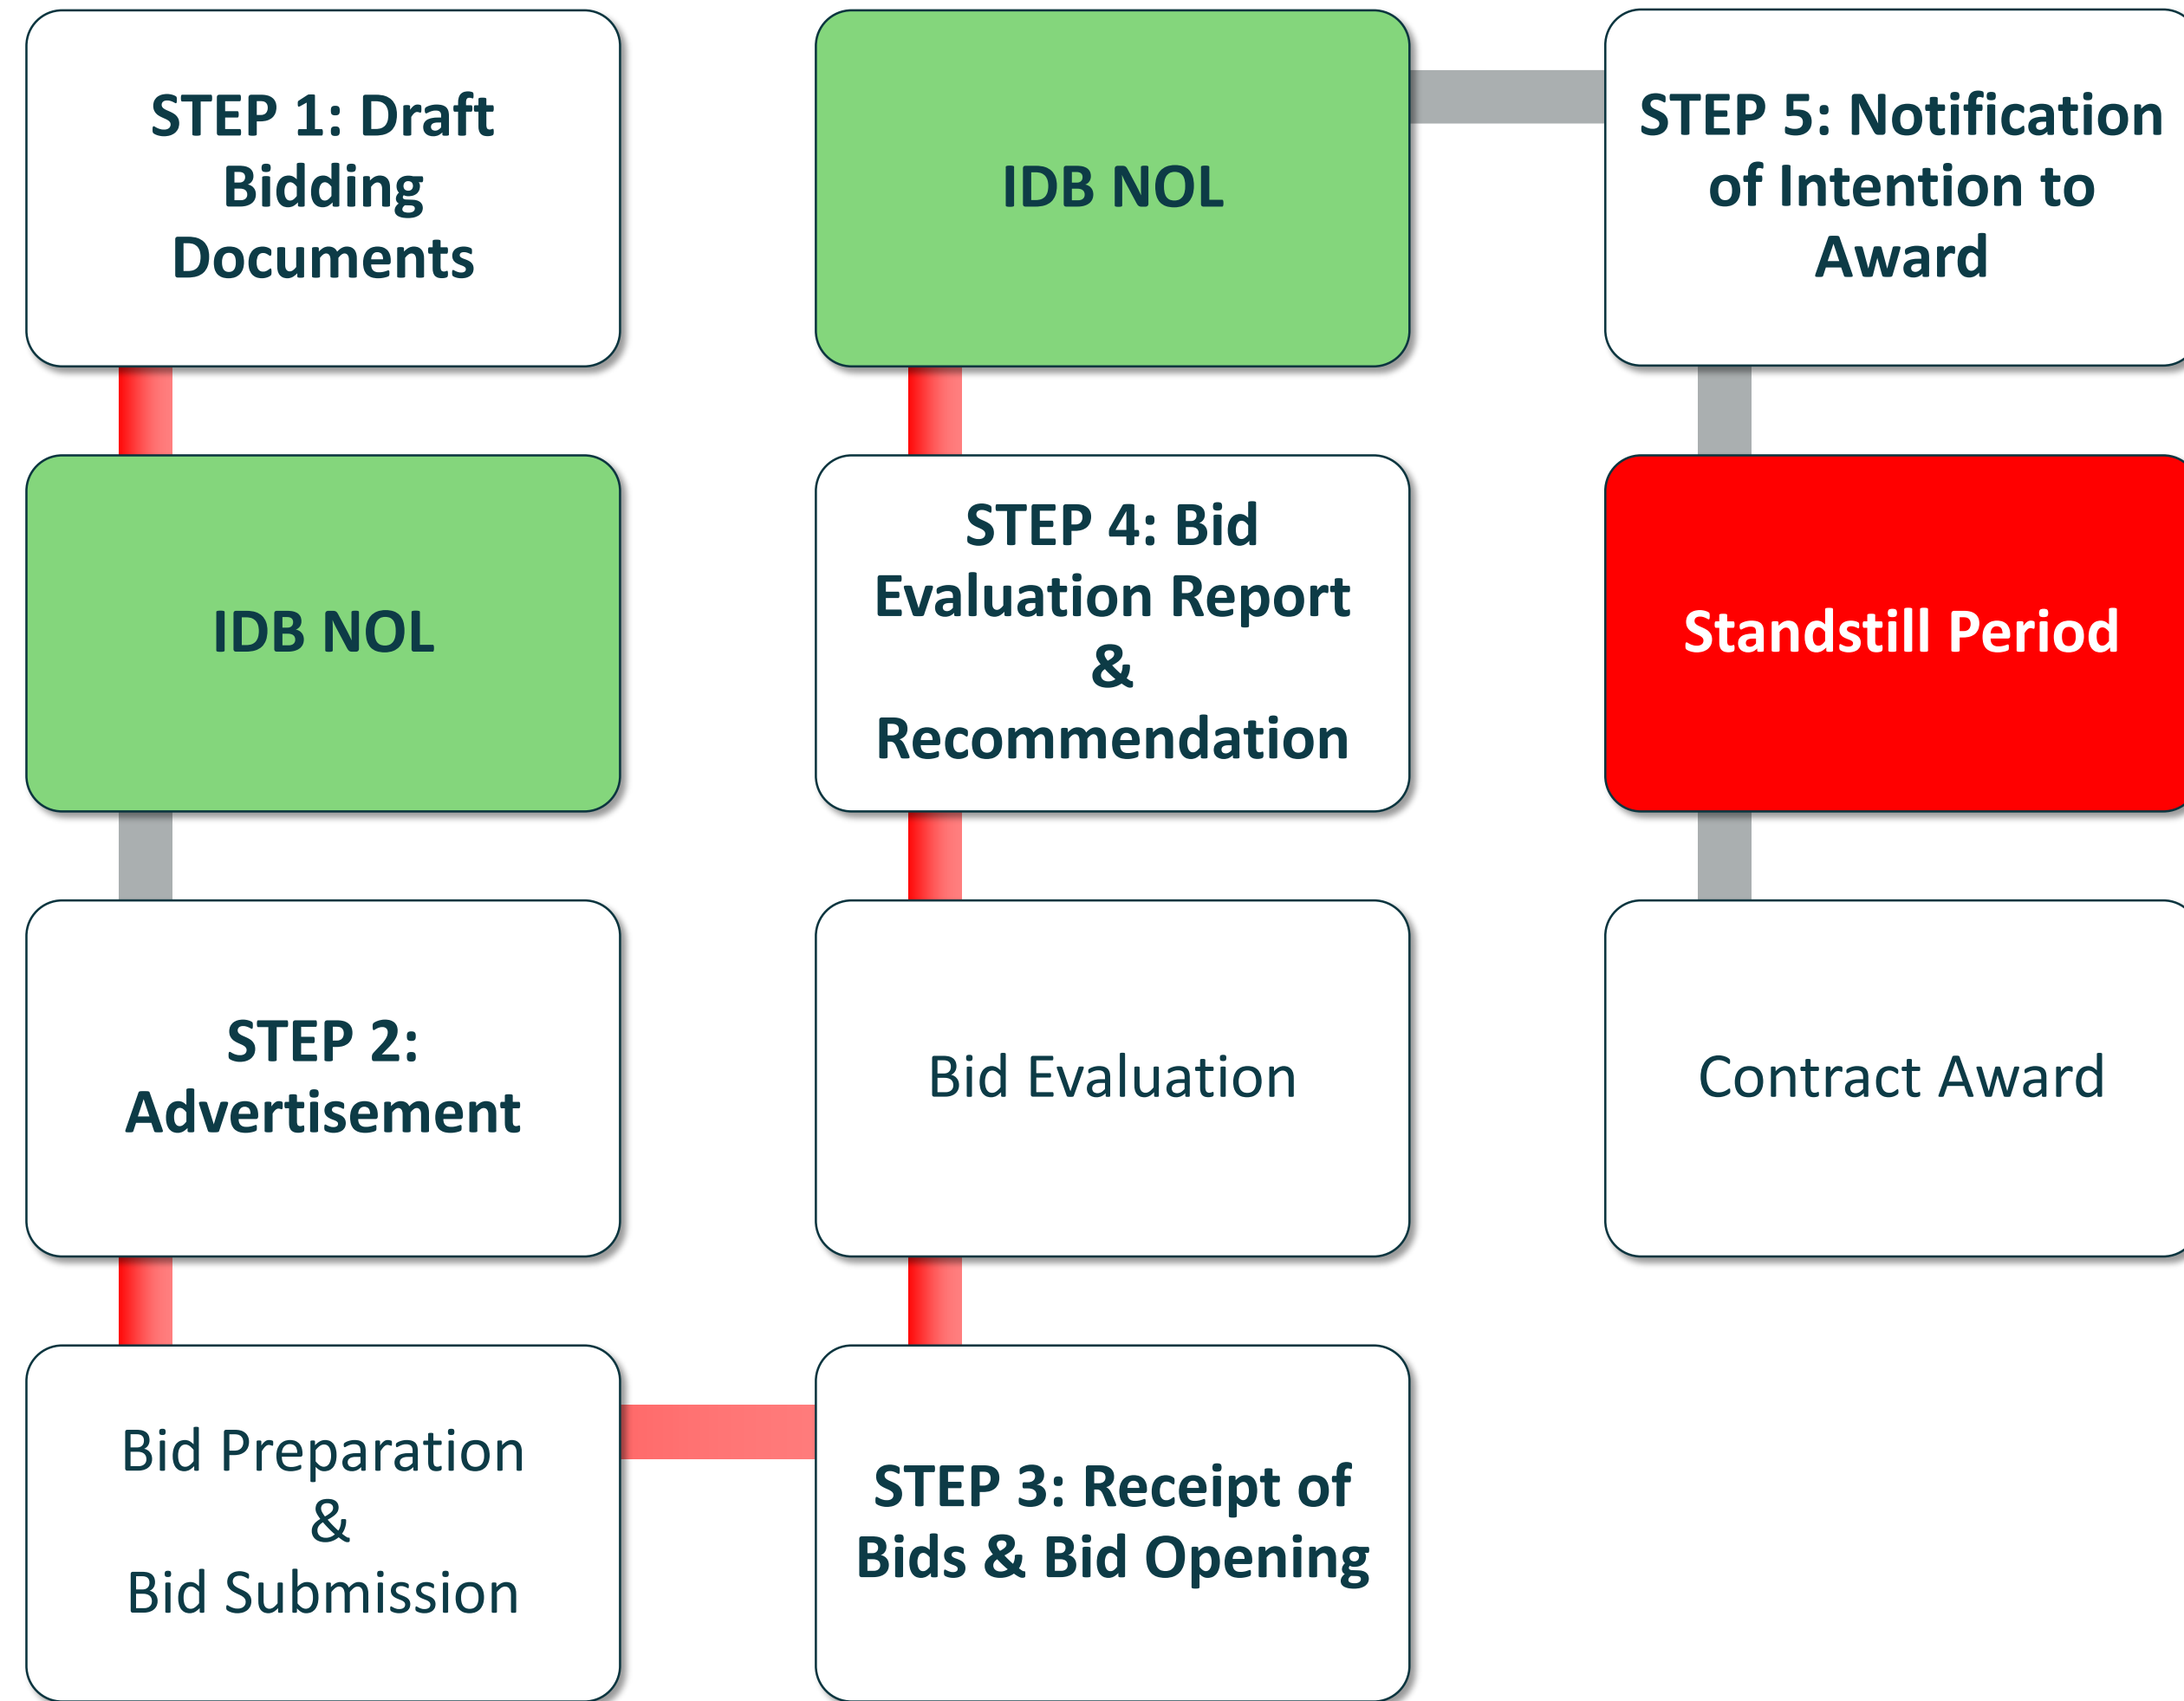 STEP 1: Draft
Bidding
Documents
IDB NOL
STEP 2:
Advertisement
Bid Preparation
&
Bid Submission
STEP 3: Receipt of
Bids & Bid Opening
Bid Evaluation
STEP 4: Bid
Evaluation Report
&
Recommendation
IDB NOL
STEP 5: Notification
of Intention to
Award
Standstill Period
Contract Award